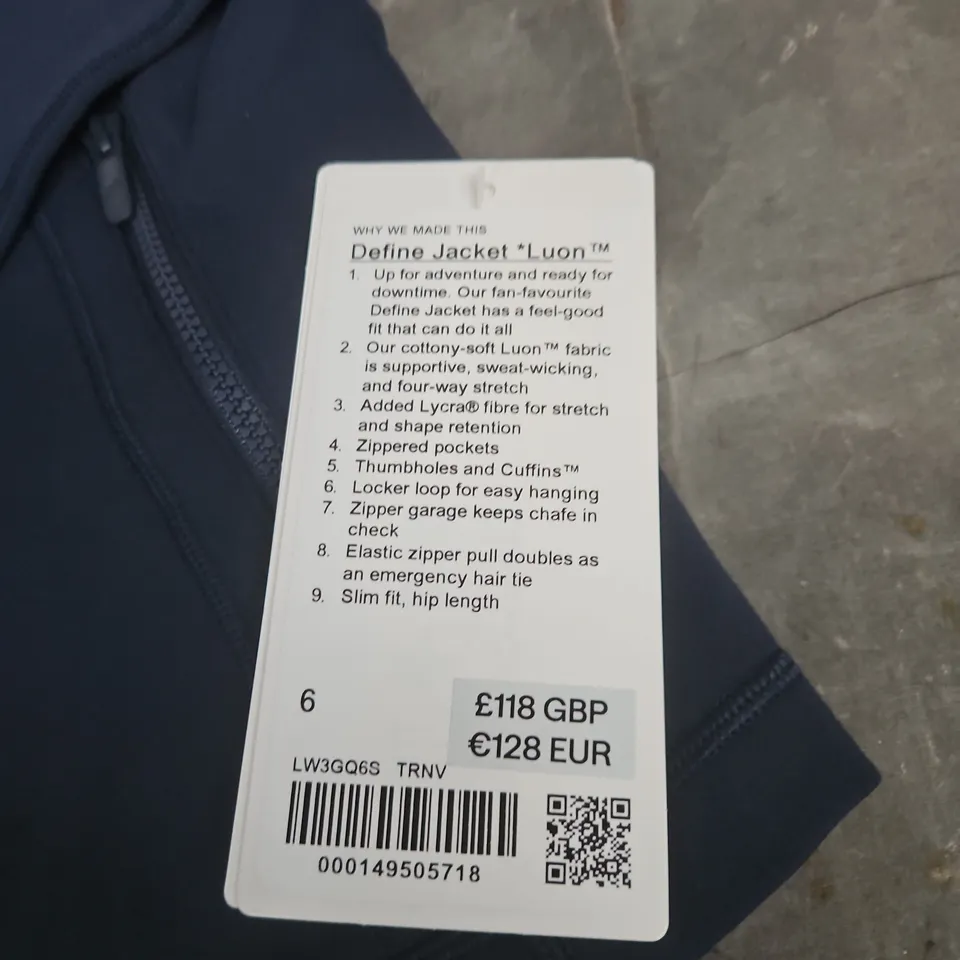 WHY WE MADE THIS
Define Jacket *Luon™
1. Up for adventure and ready for
downtime. Our fan-favourite
Define Jacket has a feel-good
fit that can do it all
2. Our cottony-soft Luon™ fabric
is supportive, sweat-wicking,
and four-way stretch
3. Added Lycra® fibre for stretch
and shape retention
4. Zippered pockets
5. Thumbholes and Cuffins™
6. Locker loop for easy hanging
7. Zipper garage keeps chafe in
check
8. Elastic zipper pull doubles as
an emergency hair tie
9. Slim fit, hip length
6
£118 GBP
€128 EUR
LW3GQ6S TRNV
000149505718